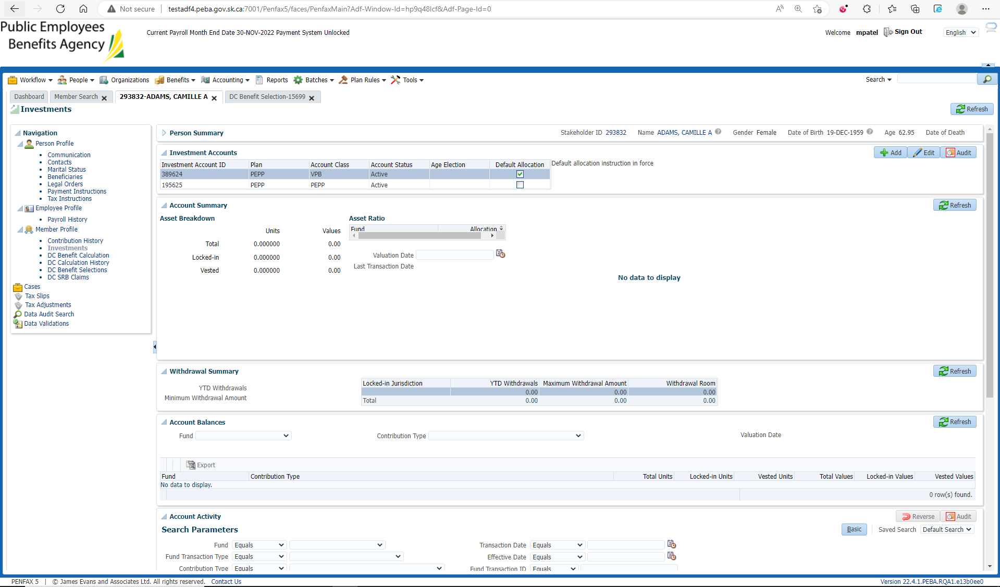 Not secure | testadf4.peba.gov.sk.ca:7001/Penfax5/faces/PenfaxMain?Adf-Window-Id=hp9q48lcf&Adf-Page-Id=0
Public Employees
Benefits Agency
Current Payroll Month End Date 30-NOV-2022 Payment System Unlocked
Welcome mpatel Sign Out English
Workflow People Organizations Benefits Accounting Reports Batches Plan Rules Tools Search
Dashboard Member Search 293832-ADAMS, CAMILLE A DC Benefit Selection-15699
Investments Refresh
Navigation
Person Profile
Communication
Contacts
Marital Status
Beneficiaries
Legal Orders
Payment Instructions
Tax Instructions
Employee Profile
Payroll History
Member Profile
Contribution History
Investments
DC Benefit Calculation
DC Calculation History
DC Benefit Selections
DC SRB Claims
Cases
Tax Slips
Tax Adjustments
Data Audit Search
Data Validations
Person Summary Stakeholder ID 293832 Name ADAMS, CAMILLE A Gender Female Date of Birth 19-DEC-1959 Age 62.95 Date of Death
Investment Accounts Add Edit Audit
Investment Account ID Plan Account Class Account Status Age Election Default Allocation Default allocation instruction in force
389624 PEPP VPB Active
195625 PEPP PEPP Active
Account Summary Refresh
Asset Breakdown Asset Ratio
Units Values Fund Allocation
Total 0.000000 0.00
Locked-in 0.000000 0.00 Valuation Date
Vested 0.000000 0.00 Last Transaction Date
No data to display
Withdrawal Summary Refresh
YTD Withdrawals
Minimum Withdrawal Amount
Locked-in Jurisdiction YTD Withdrawals Maximum Withdrawal Amount Withdrawal Room
0.00 0.00 0.00
Total 0.00 0.00 0.00
Account Balances Refresh
Fund Contribution Type Valuation Date
Export
Fund Contribution Type Total Units Locked-in Units Vested Units Total Values Locked-in Values Vested Values
No data to display.
0 row(s) found.
Account Activity Reverse Audit
Search Parameters Basic Saved Search Default Search
Fund Equals Transaction Date Equals
Fund Transaction Type Equals Effective Date Equals
Contribution Type Equals Fund Transaction ID Equals
PENFAX 5 | © James Evans and Associates Ltd. All rights reserved. Contact Us Version 22.4.1.PEBA.RQA1.e13b0ee0